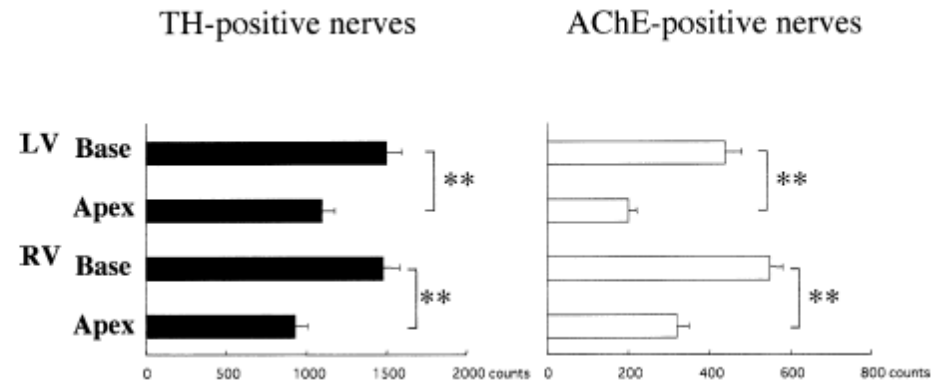 TH-positive nerves
AChE-positive nerves
LV Base
**
**
Apex
RV Base
**
**
Apex
0 500 1000 1500 2000 counts
0 200 400 600 800 counts